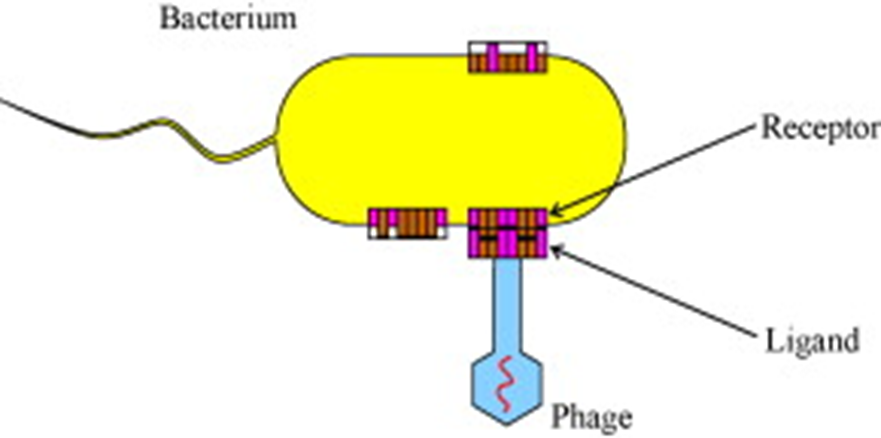 Bacterium
Receptor
Ligand
Phage